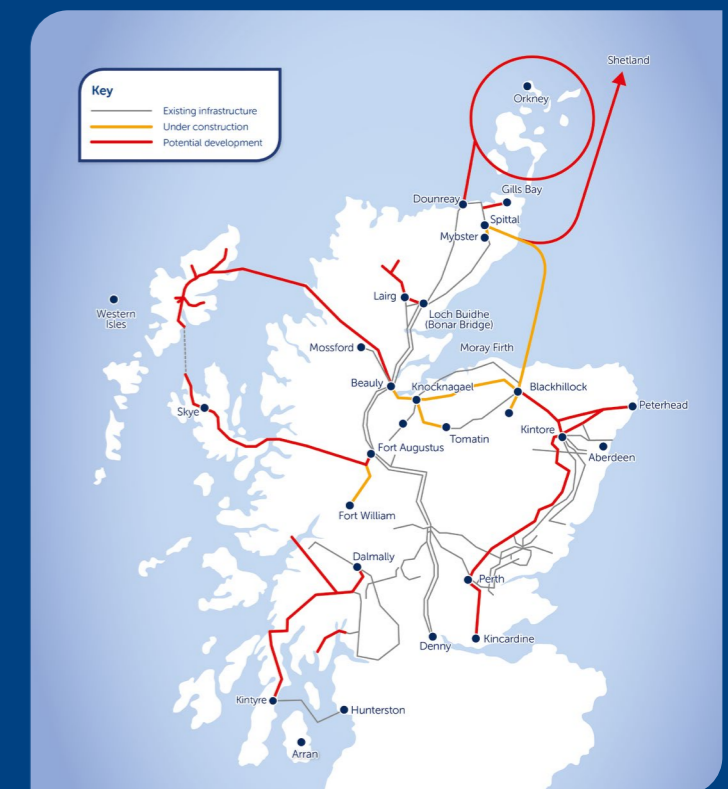 Key
Existing infrastructure
Under construction
Potential development
Shetland
Orkney
Gills Bay
Dounreay
Spittal
Mybster
Lairg
Loch Buidhe
(Bonar Bridge)
Western
Isles
Mossford
Moray Firth
Beauly
Knocknagael
Blackhillock
Peterhead
Skye
Tomatin
Kintore
Aberdeen
Fort Augustus
Fort William
Dalmally
Perth
Denny
Kincardine
Kintyre
Hunterston
Arran